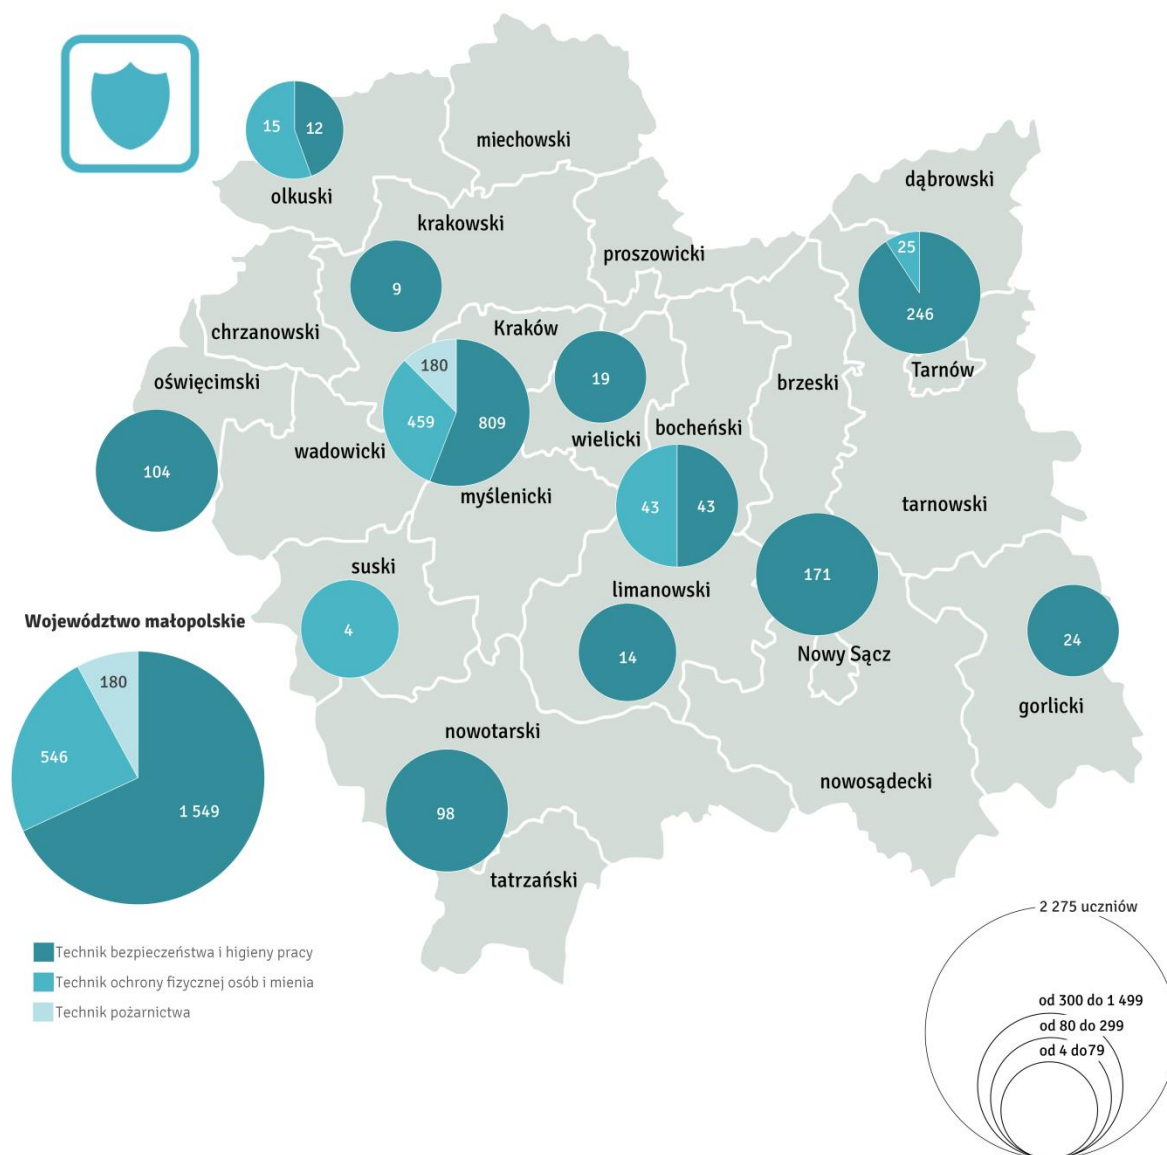 miechowski
15
12
dąbrowski
olkuski
krakowski
25
proszowicki
9
246
chrzanowski
Kraków
Tarnów
180
19
oświęcimski
brzeski
459
809
bocheński
wielicki
wadowicki
104
myślenicki
43
43
tarnowski
suski
171
limanowski
Województwo małopolskie
4
14
Nowy Sącz
24
180
gorlicki
nowotarski
546
nowosądecki
1 549
98
tatrzański
2 275 uczniów
Technik bezpieczeństwa i higieny pracy
Technik ochrony fizycznej osób i mienia
Technik pożarnictwa
od 300 do 1 499
od 80 do 299
od 4 do79